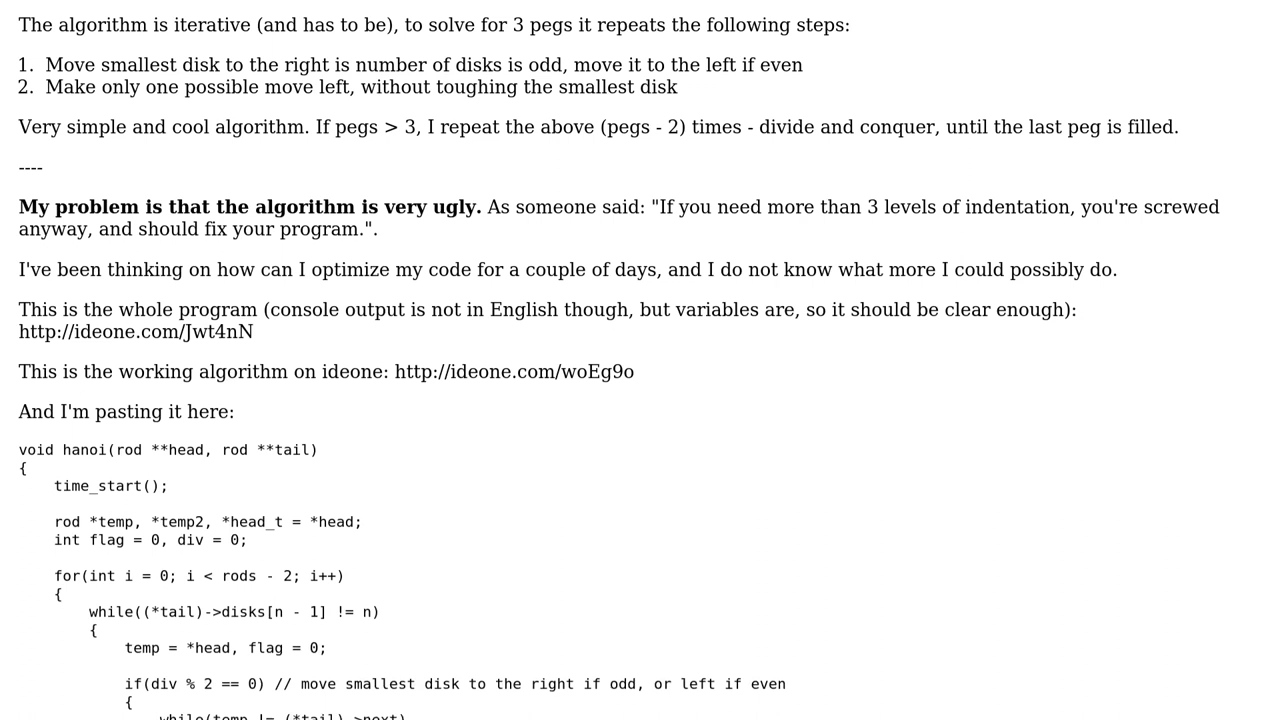 The algorithm is iterative (and has to be), to solve for 3 pegs it repeats the following steps:
1. Move smallest disk to the right is number of disks is odd, move it to the left if even
2. Make only one possible move left, without toughing the smallest disk
Very simple and cool algorithm. If pegs > 3, I repeat the above (pegs - 2) times - divide and conquer, until the last peg is filled.
----
My problem is that the algorithm is very ugly. As someone said: "If you need more than 3 levels of indentation, you're screwed
anyway, and should fix your program.".
I've been thinking on how can I optimize my code for a couple of days, and I do not know what more I could possibly do.
This is the whole program (console output is not in English though, but variables are, so it should be clear enough):
http://ideone.com/Jwt4nN
This is the working algorithm on ideone: http://ideone.com/woEg9o
And I'm pasting it here:
void hanoi(rod **head, rod **tail)
{
    time_start();
    rod *temp, *temp2, *head_t = *head;
    int flag = 0, div = 0;
    for(int i = 0; i < rods - 2; i++)
    {
        while((*tail)->disks[n - 1] != n)
        {
            temp = *head, flag = 0;
            if(div % 2 == 0) // move smallest disk to the right if odd, or left if even
            {
                while(temp != (*tail)->next)